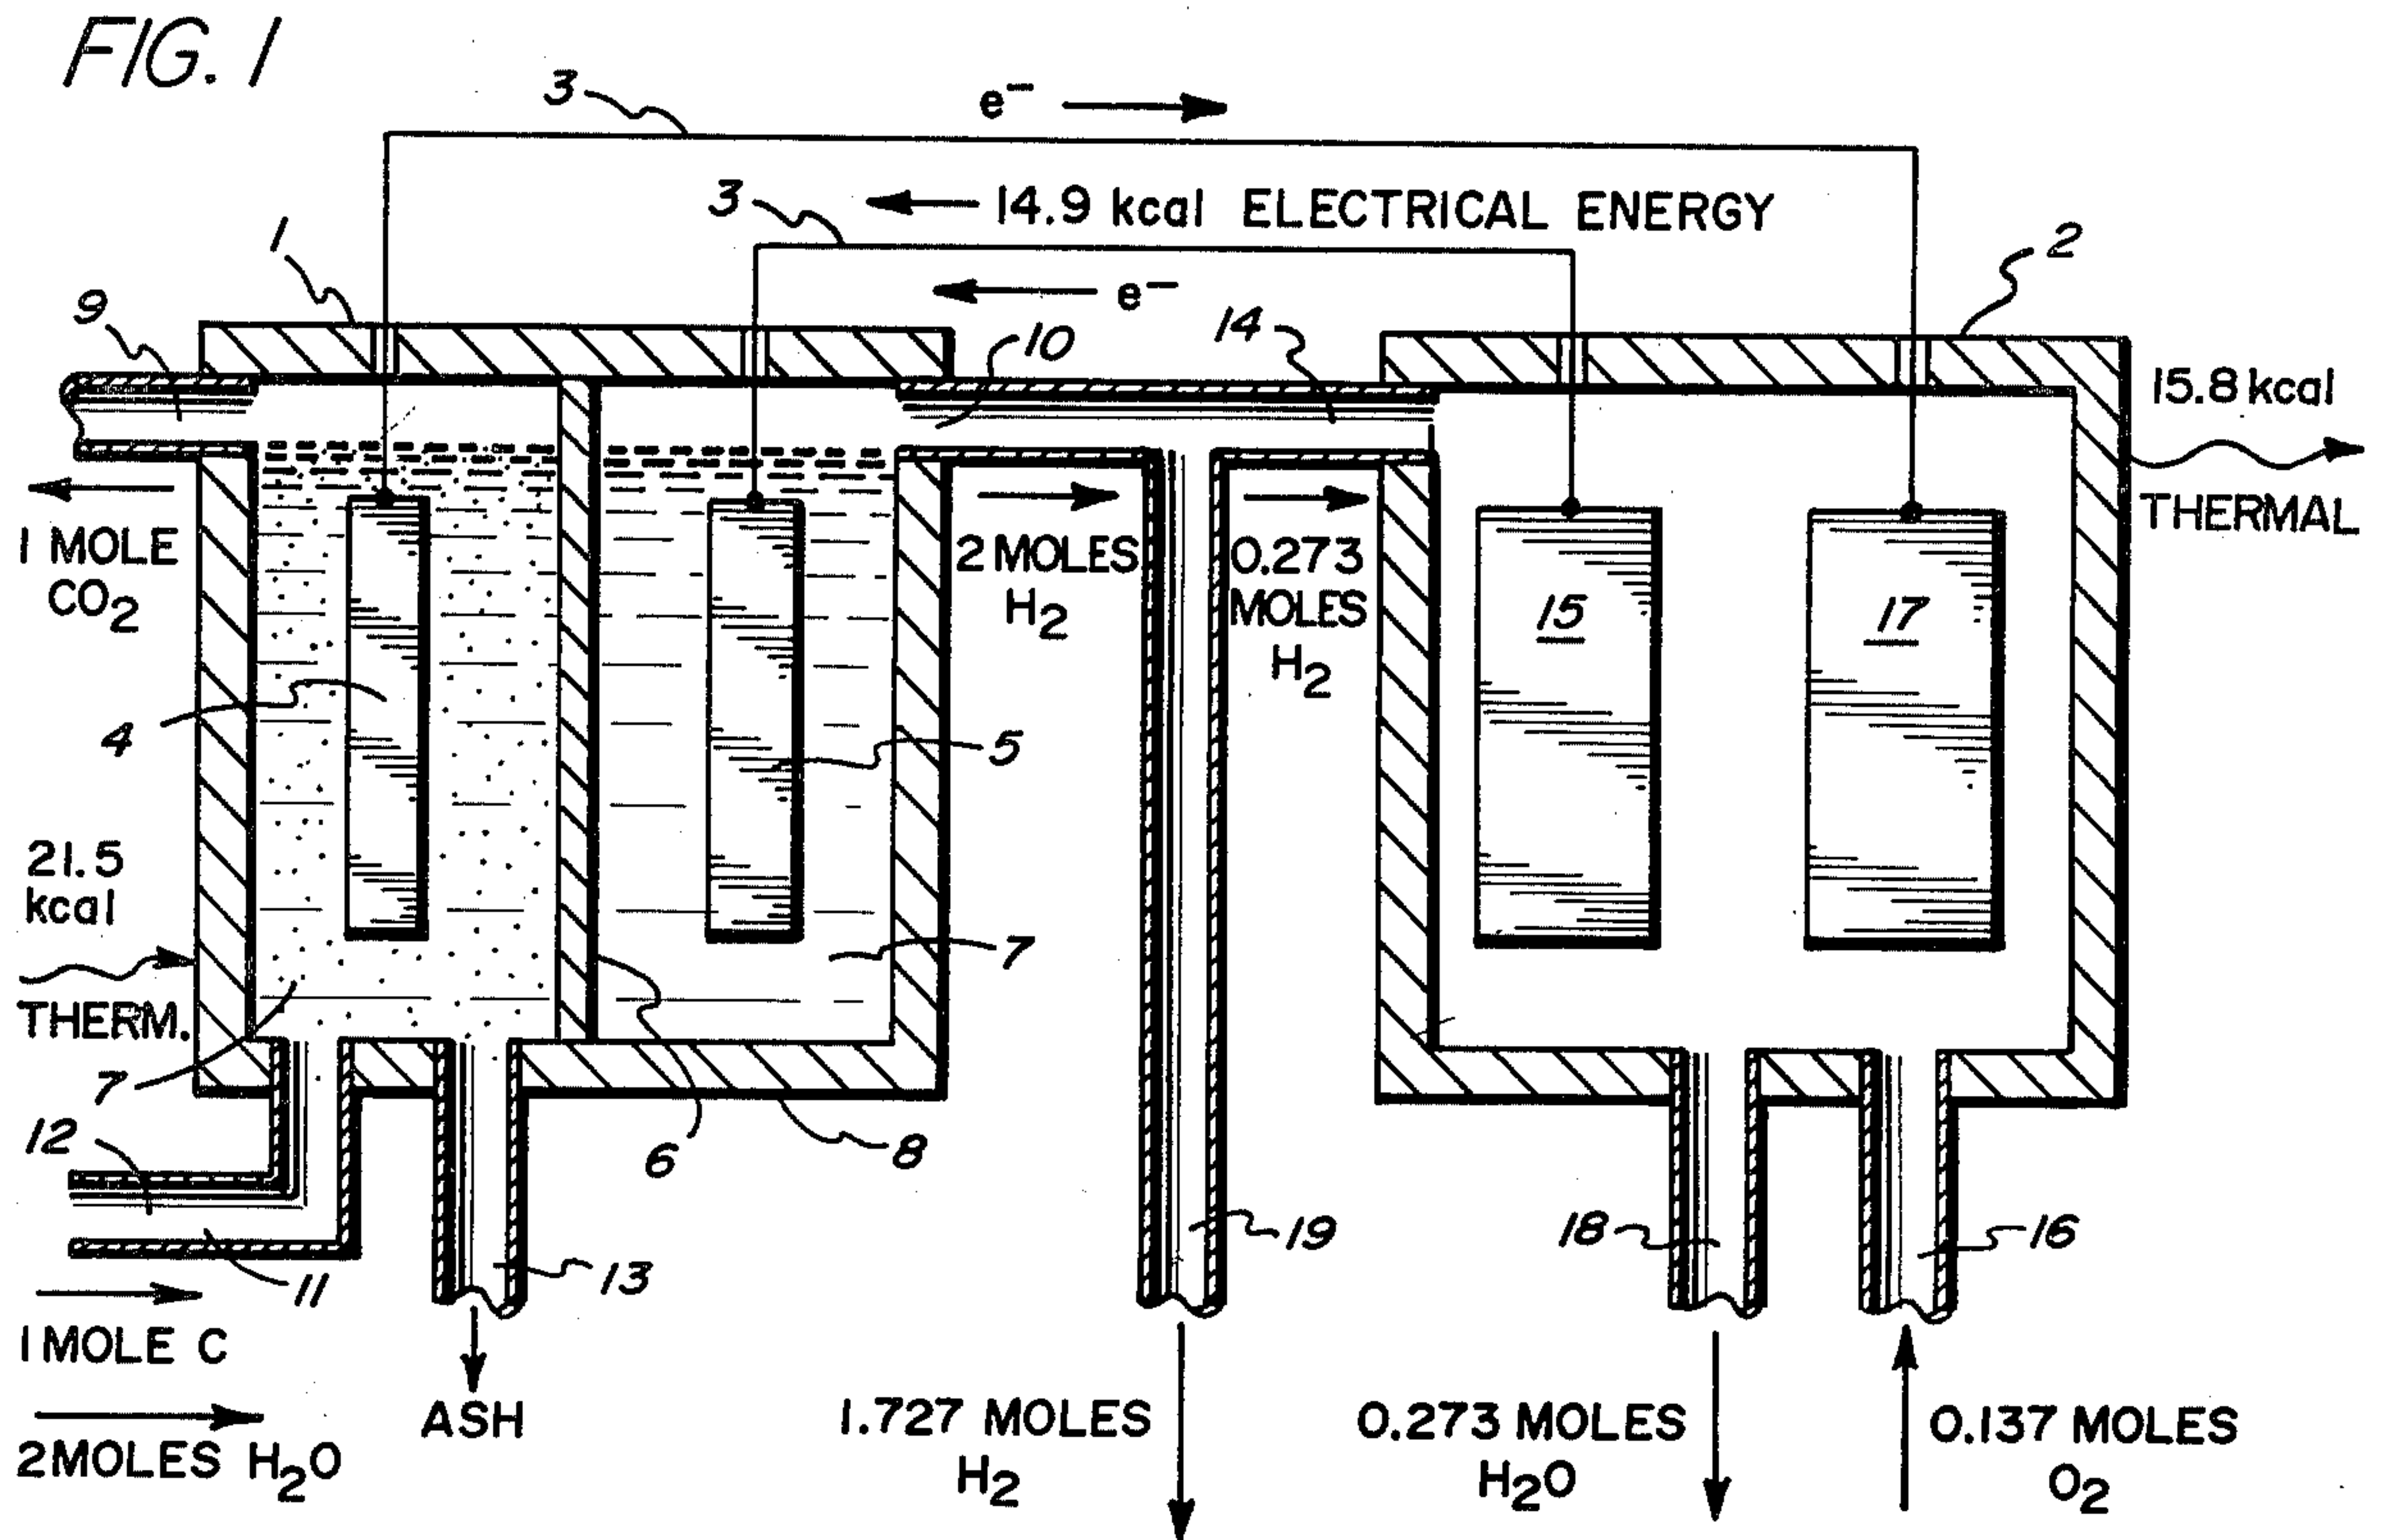 FIG. 1
3
e⁻
3
14.9 kcal ELECTRICAL ENERGY
1
2
9
e⁻
10
14
15.8 kcal
THERMAL
1 MOLE
CO2
2 MOLES
H2
0.273
MOLES
H2
15
17
4
5
21.5
kcal
THERM.
7
7
12
6
8
11
13
19
18
16
1 MOLE C
2 MOLES H2O
ASH
1.727 MOLES
H2
0.273 MOLES
H2O
0.137 MOLES
O2